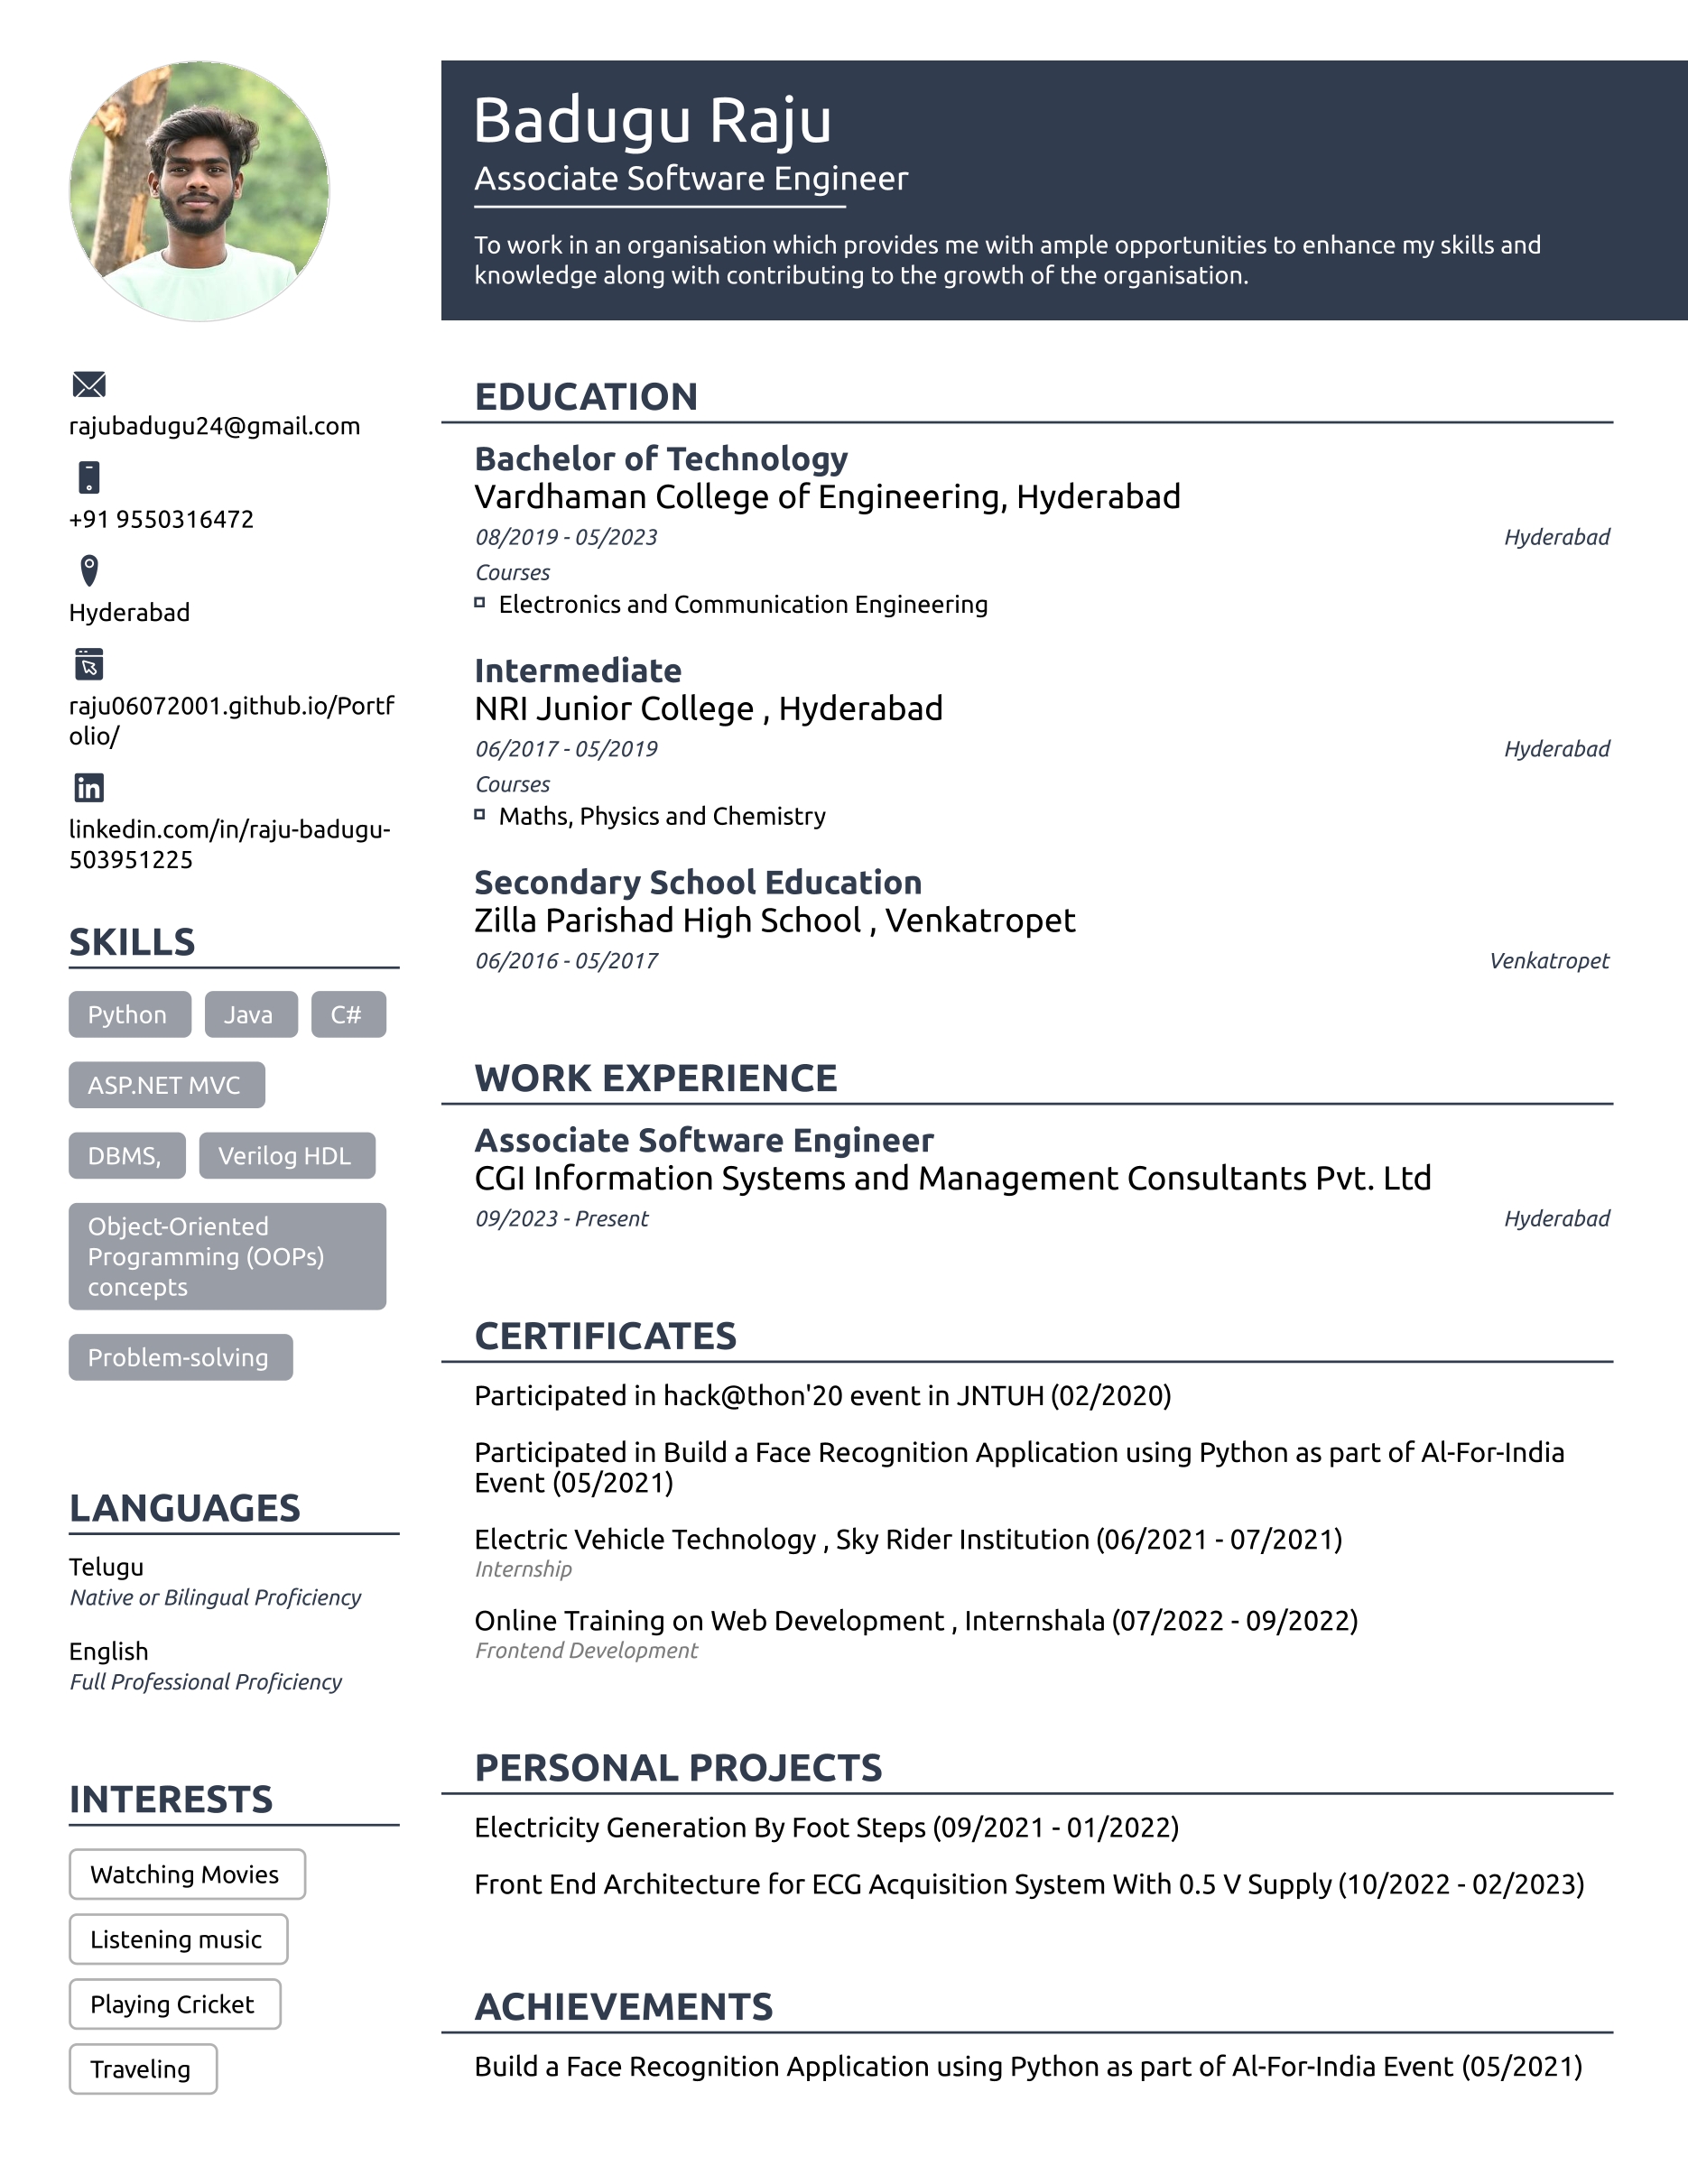 Badugu Raju
Associate Software Engineer
To work in an organisation which provides me with ample opportunities to enhance my skills and
knowledge along with contributing to the growth of the organisation.
rajubadugu24@gmail.com
+91 9550316472
Hyderabad
raju06072001.github.io/Portf
olio/
linkedin.com/in/raju-badugu-
503951225
SKILLS
Python Java C#
ASP.NET MVC
DBMS, Verilog HDL
Object-Oriented
Programming (OOPs)
concepts
Problem-solving
LANGUAGES
Telugu
Native or Bilingual Proficiency
English
Full Professional Proficiency
INTERESTS
Watching Movies
Listening music
Playing Cricket
Traveling
EDUCATION
Bachelor of Technology
Vardhaman College of Engineering, Hyderabad
08/2019 - 05/2023 Hyderabad
Courses
Electronics and Communication Engineering
Intermediate
NRI Junior College , Hyderabad
06/2017 - 05/2019 Hyderabad
Courses
Maths, Physics and Chemistry
Secondary School Education
Zilla Parishad High School , Venkatropet
06/2016 - 05/2017 Venkatropet
WORK EXPERIENCE
Associate Software Engineer
CGI Information Systems and Management Consultants Pvt. Ltd
09/2023 - Present Hyderabad
CERTIFICATES
Participated in hack@thon'20 event in JNTUH (02/2020)
Participated in Build a Face Recognition Application using Python as part of Al-For-India
Event (05/2021)
Electric Vehicle Technology , Sky Rider Institution (06/2021 - 07/2021)
Internship
Online Training on Web Development , Internshala (07/2022 - 09/2022)
Frontend Development
PERSONAL PROJECTS
Electricity Generation By Foot Steps (09/2021 - 01/2022)
Front End Architecture for ECG Acquisition System With 0.5 V Supply (10/2022 - 02/2023)
ACHIEVEMENTS
Build a Face Recognition Application using Python as part of Al-For-India Event (05/2021)